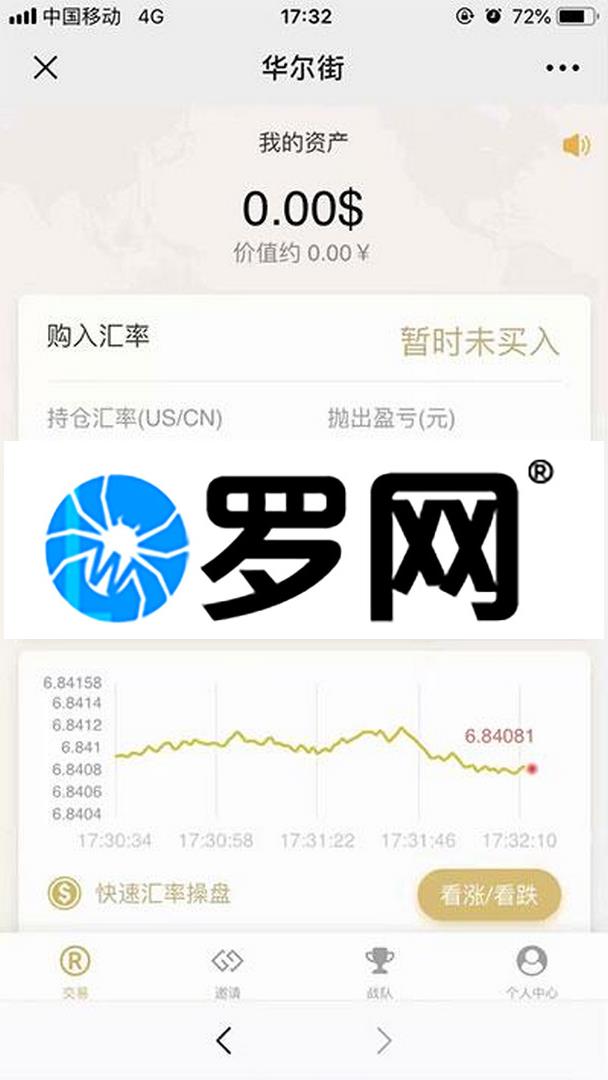 中国移动 4G 17:32 72%
华尔街
我的资产
0.00$
价值约 0.00￥
购入汇率 暂时未买入
持仓汇率(US/CN) 抛出盈亏(元)
罗网®
6.84158
6.8414
6.8412
6.841
6.8408
6.8406
6.8404
6.84081
17:30:34 17:30:58 17:31:22 17:31:46 17:32:10
快速汇率操盘 看涨/看跌
交易 邀请 战队 个人中心